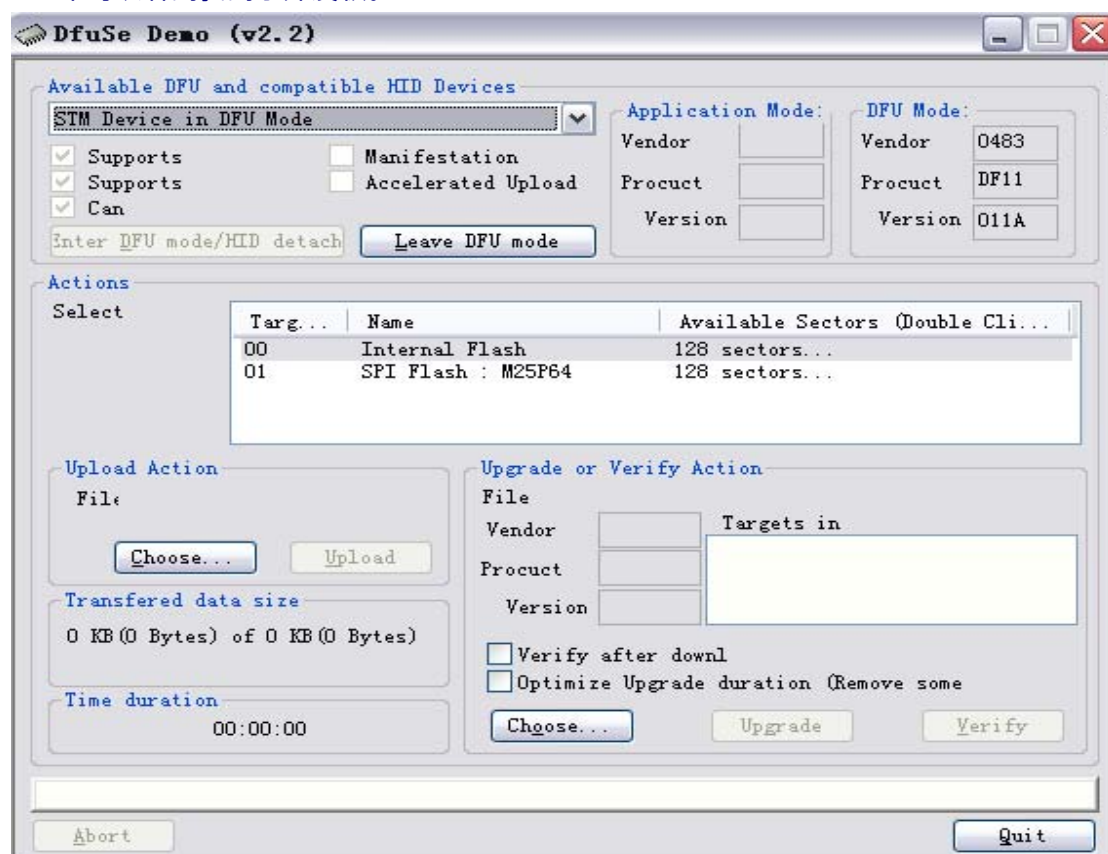 DfuSe Demo (v2.2)
Available DFU and compatible HID Devices
STM Device in DFU Mode
Supports
Manifestation
Supports
Accelerated Upload
Can
Enter DFU mode/HID detach
Leave DFU mode
Application Mode:
Vendor
Procuct
Version
DFU Mode:
Vendor 0483
Procuct DF11
Version 011A
Actions
Select
Targ... Name Available Sectors (Double Cli...
00 Internal Flash 128 sectors...
01 SPI Flash : M25P64 128 sectors...
Upload Action
File
Choose... Upload
Transfered data size
0 KB(0 Bytes) of 0 KB(0 Bytes)
Time duration
00:00:00
Upgrade or Verify Action
File
Vendor
Procuct
Version
Targets in
Verify after downl
Optimize Upgrade duration (Remove some
Choose... Upgrade Verify
Abort
Quit